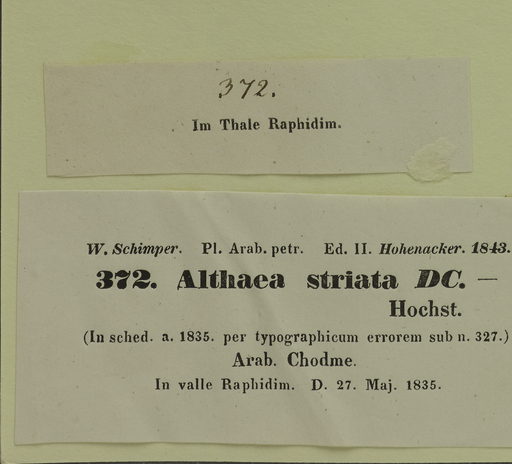 372.
Im Thale Raphidim.
W. Schimper. Pl. Arab. petr. Ed. II. Hohenacker. 1843.
372. Althaea striata DC. —
Hochst.
(In sched. a. 1835. per typographicum errorem sub n. 327.)
Arab. Chodme.
In valle Raphidim. D. 27. Maj. 1835.